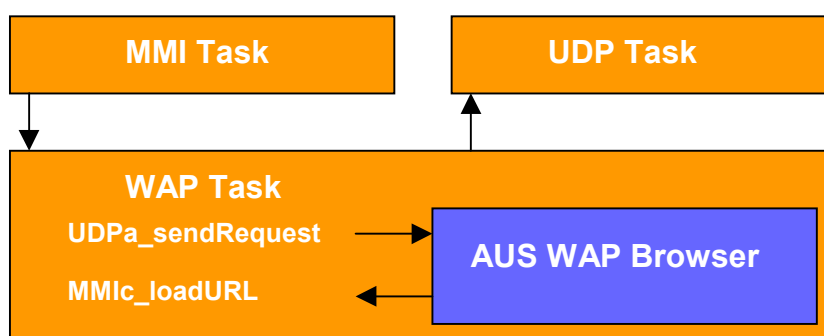 MMI Task
UDP Task
WAP Task
UDPa_sendRequest
AUS WAP Browser
MMIc_loadURL